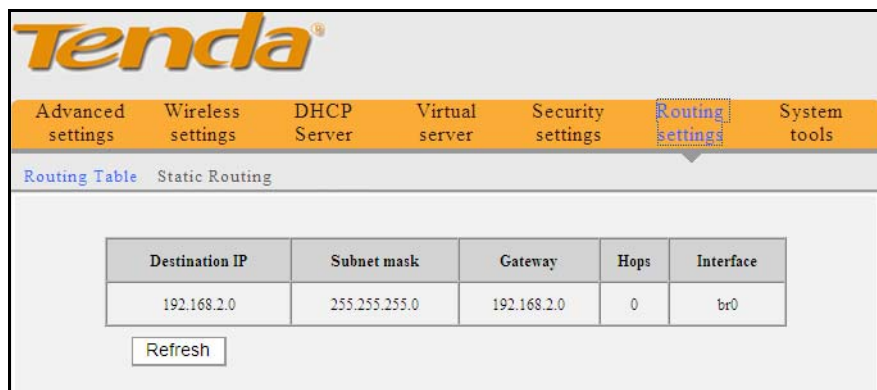 Tenda®
Advanced settings
Wireless settings
DHCP Server
Virtual server
Security settings
Routing settings
System tools
Routing Table Static Routing
Destination IP Subnet mask Gateway Hops Interface
192.168.2.0 255.255.255.0 192.168.2.0 0 br0
Refresh